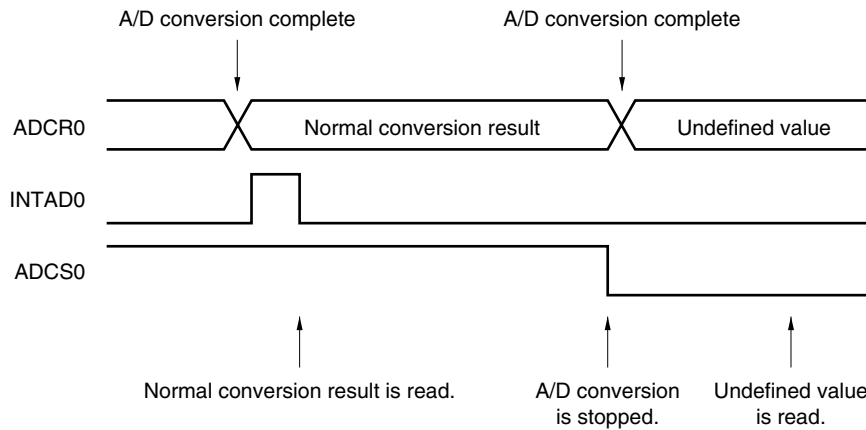 A/D conversion complete
A/D conversion complete
ADCR0
Normal conversion result
Undefined value
INTAD0
ADCS0
Normal conversion result is read.
A/D conversion
is stopped.
Undefined value
is read.